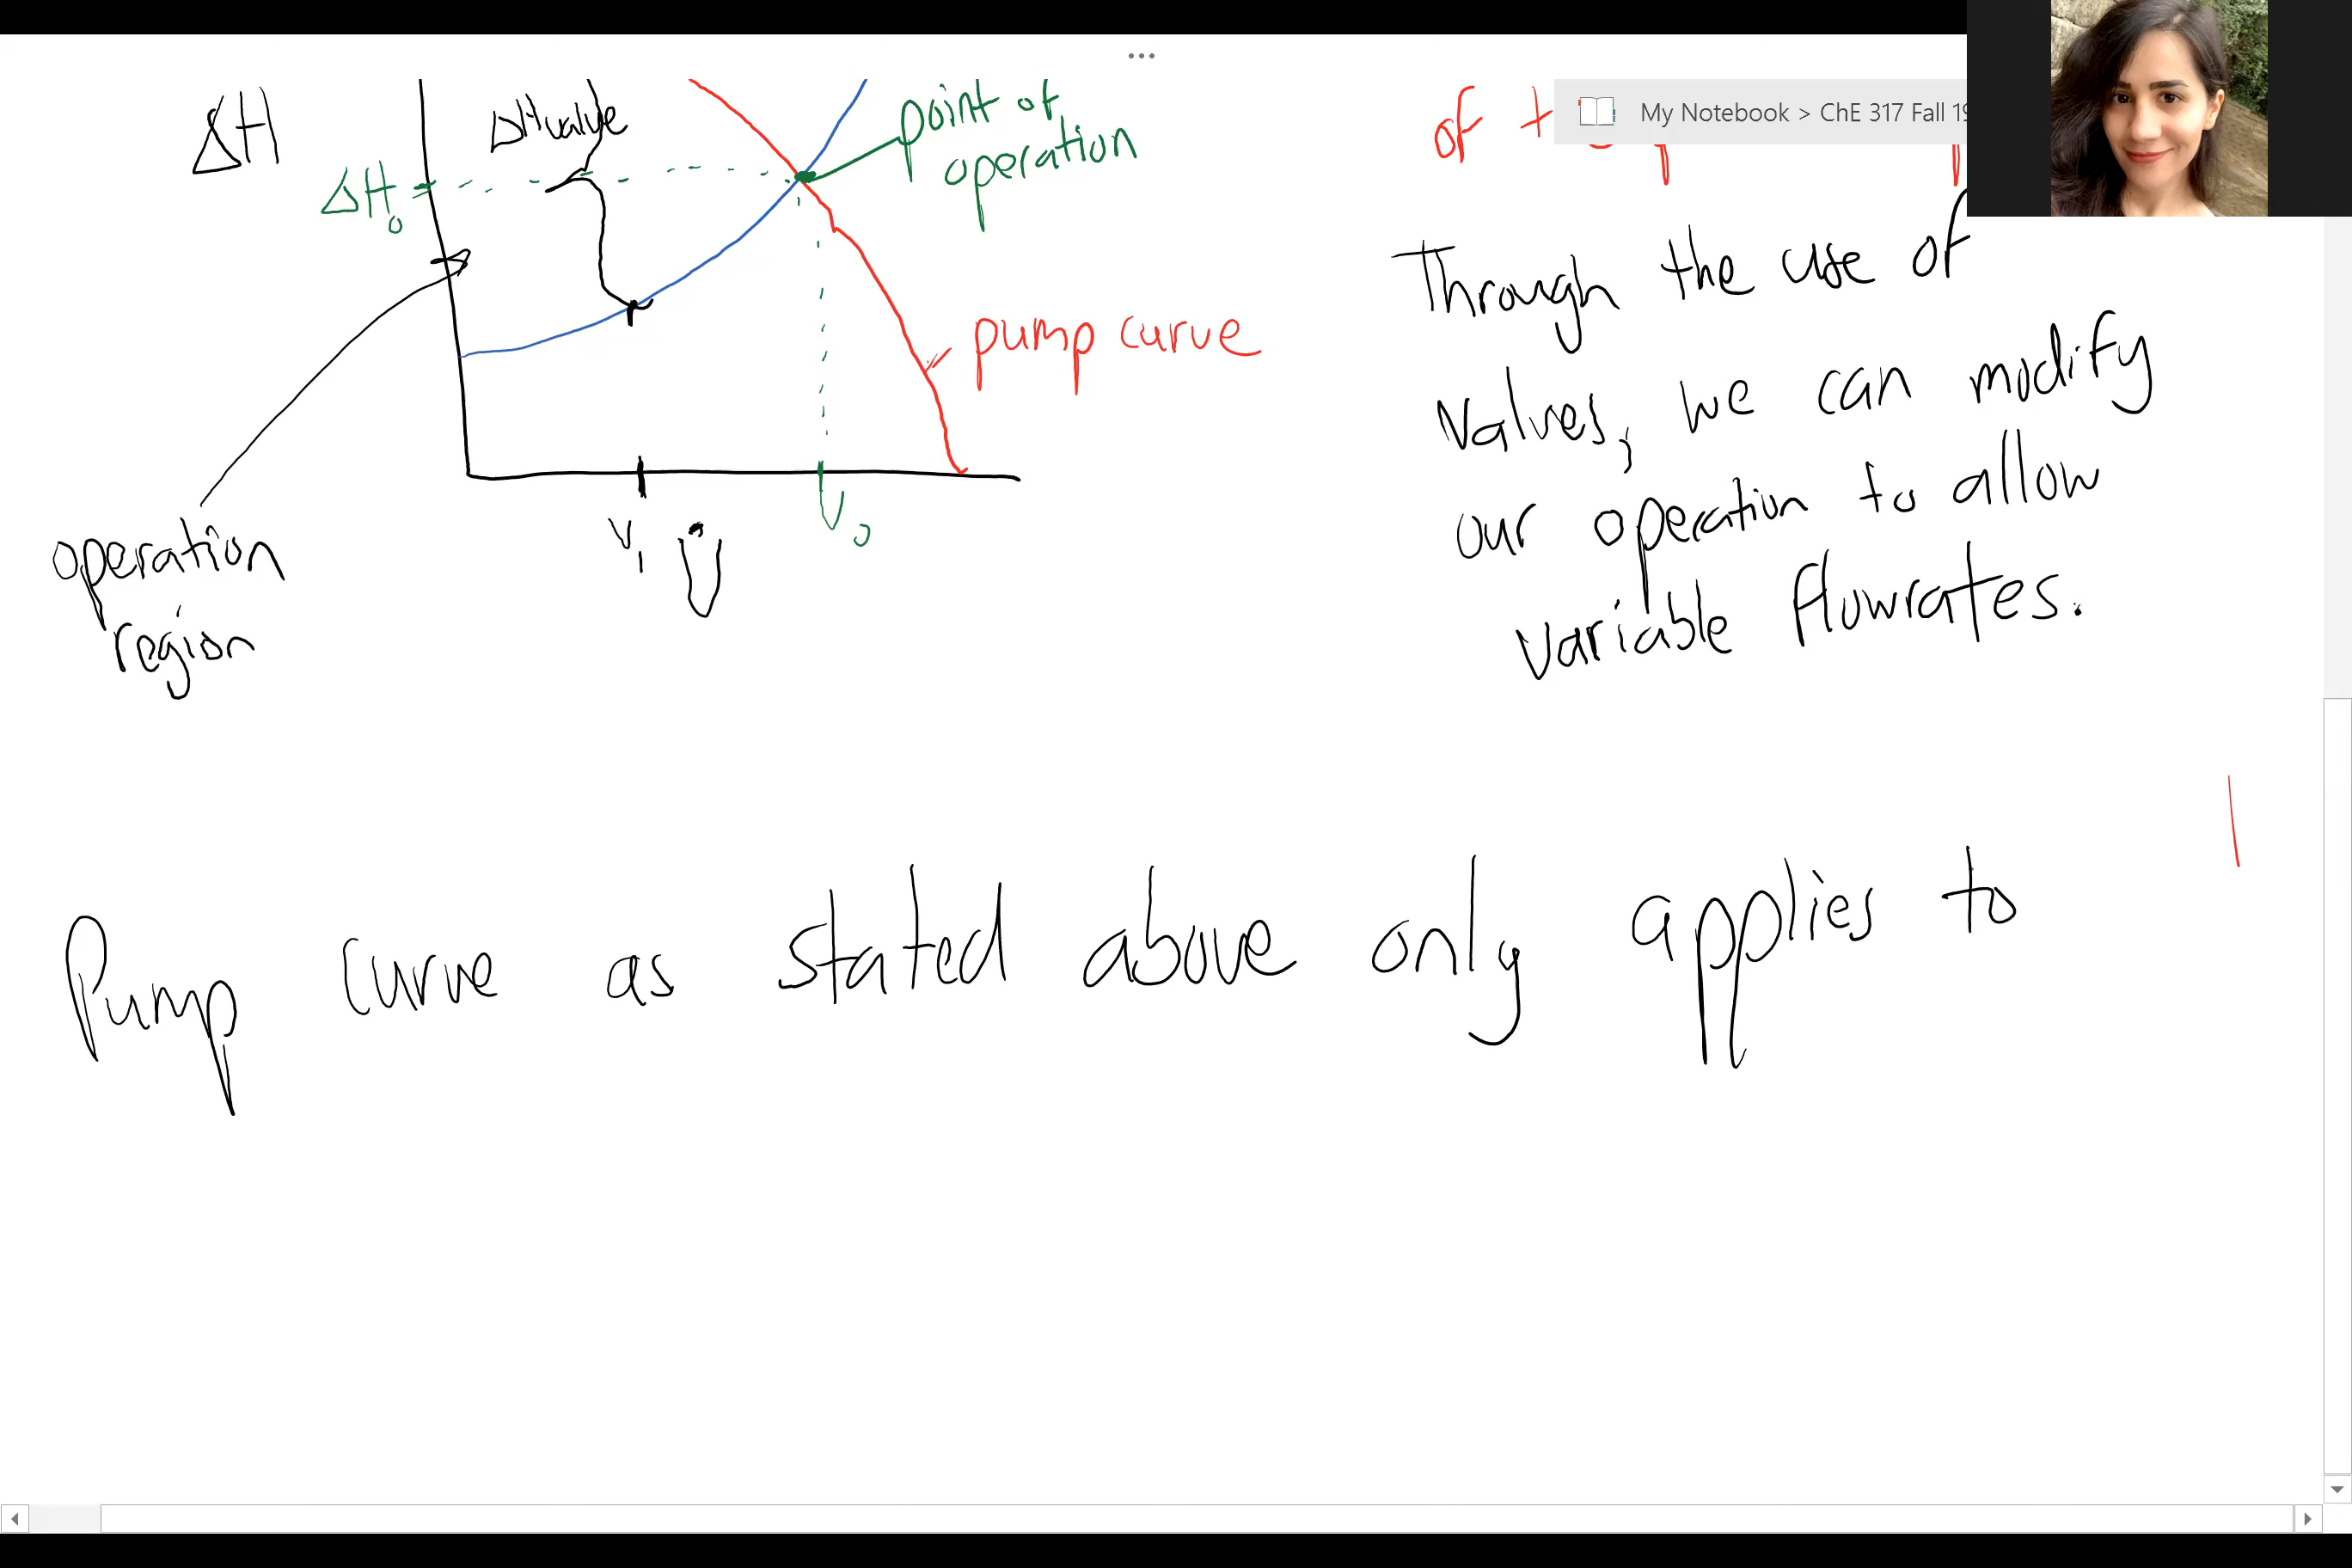 ΔH
ΔHvalve
ΔH₀
point of
operation
pump curve
V₁
V̇
V₀
operation
region
of t
My Notebook > ChE 317 Fall 19
Through the use of
Valves, we can modify
our operation to allow
variable flowrates.
Pump curve as stated above only applies to